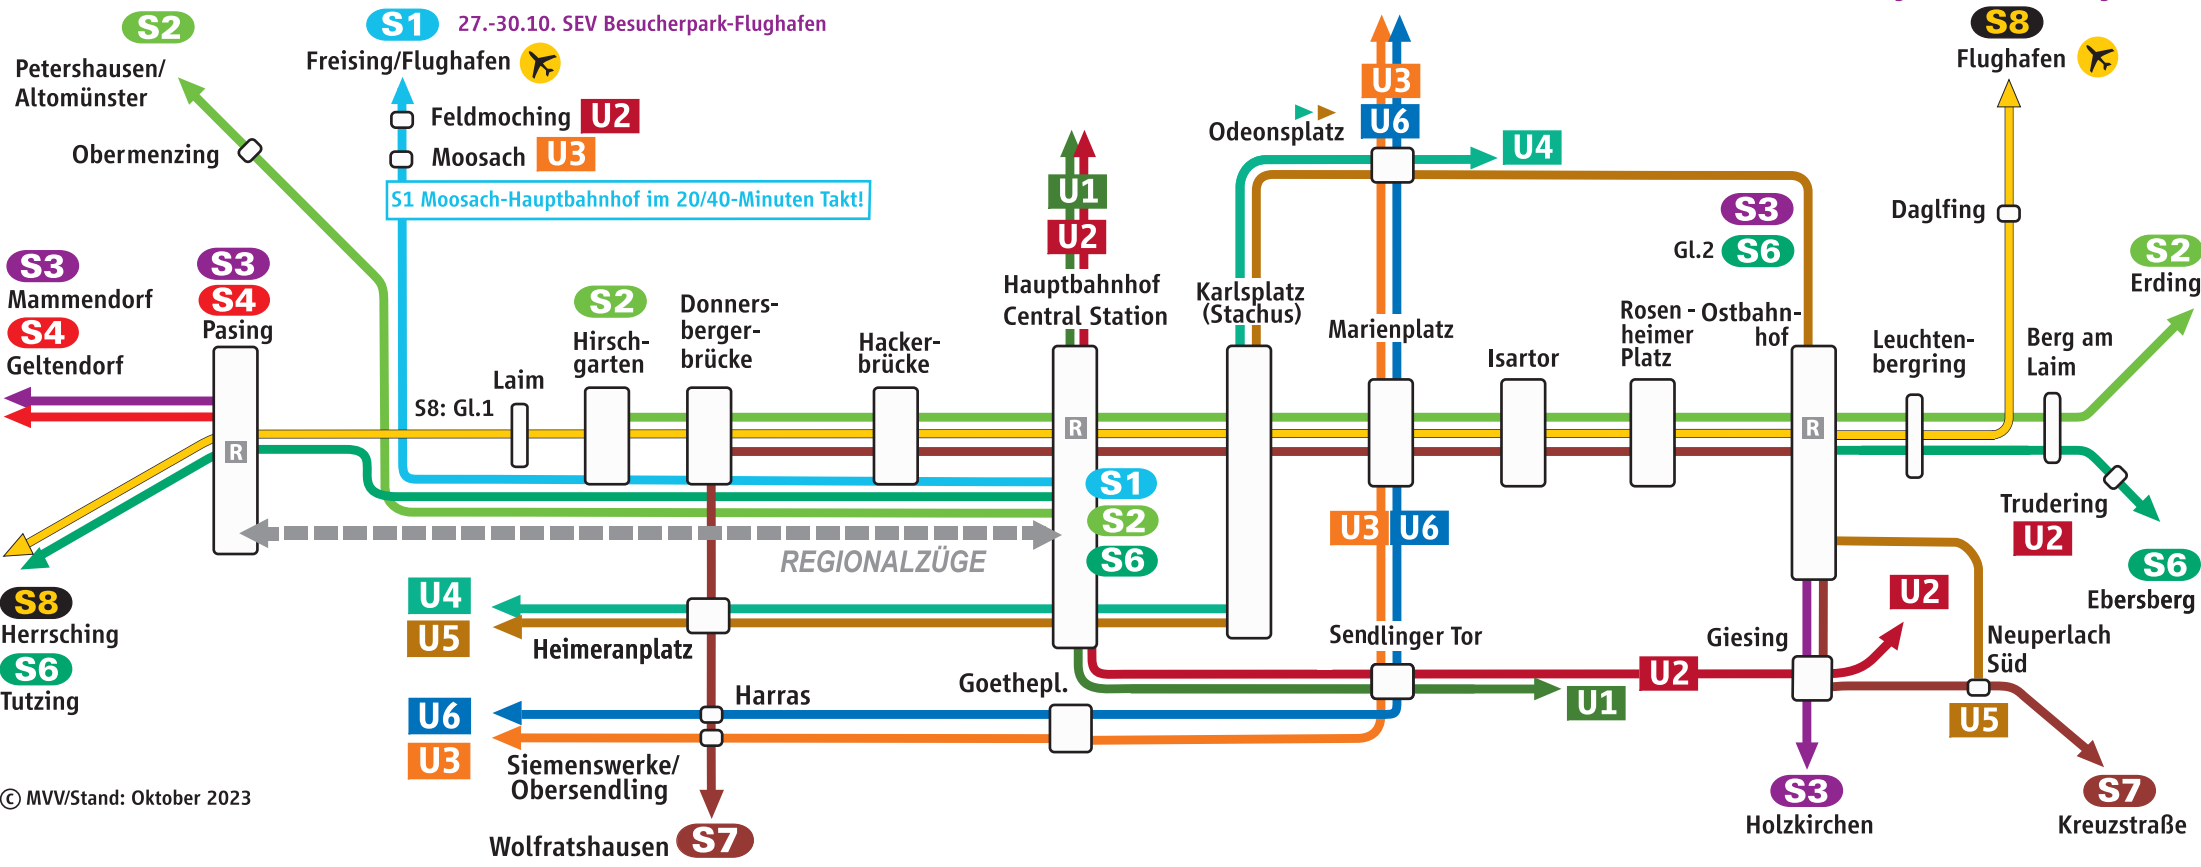 S2
S1
27.-30.10. SEV Besucherpark-Flughafen
S8
Petershausen/
Altomünster
Freising/Flughafen
Flughafen
U3
U6
Feldmoching U2
Moosach U3
Obermenzing
Odeonsplatz
U4
S1 Moosach-Hauptbahnhof im 20/40-Minuten Takt!
U1
U2
S3
Gl.2 S6
Daglfing
S2
Erding
S3
Mammendorf
S4
Geltendorf
S3
S4
Pasing
S2
Hirsch-
garten
Donners-
berger-
brücke
Hacker-
brücke
Hauptbahnhof
Central Station
Karlsplatz
(Stachus)
Marienplatz
Isartor
Rosen -
heimer
Platz
Ostbahn-
hof
Leuchten-
bergring
Berg am
Laim
Laim
S8: Gl.1
R
R
R
S1
S2
S6
U3 U6
Trudering
U2
S6
Ebersberg
REGIONALZÜGE
S8
Herrsching
S6
Tutzing
U4
U5
Heimeranplatz
Sendlinger Tor
Giesing
U2
Neuperlach
Süd
U2
U1
U5
Goethepl.
Harras
U6
U3
Siemenswerke/
Obersendling
© MVV/Stand: Oktober 2023
Wolfratshausen S7
S3
Holzkirchen
S7
Kreuzstraße